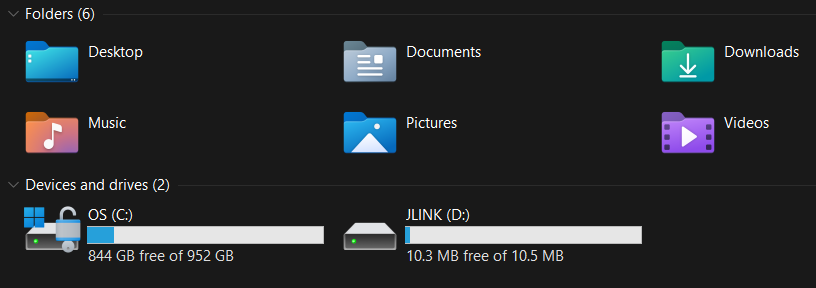 Folders (6)
Desktop
Documents
Downloads
Music
Pictures
Videos
Devices and drives (2)
OS (C:)
844 GB free of 952 GB
JLINK (D:)
10.3 MB free of 10.5 MB